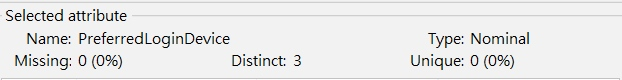 Selected attribute
Name: PreferredLoginDevice Type: Nominal
Missing: 0 (0%) Distinct: 3 Unique: 0 (0%)